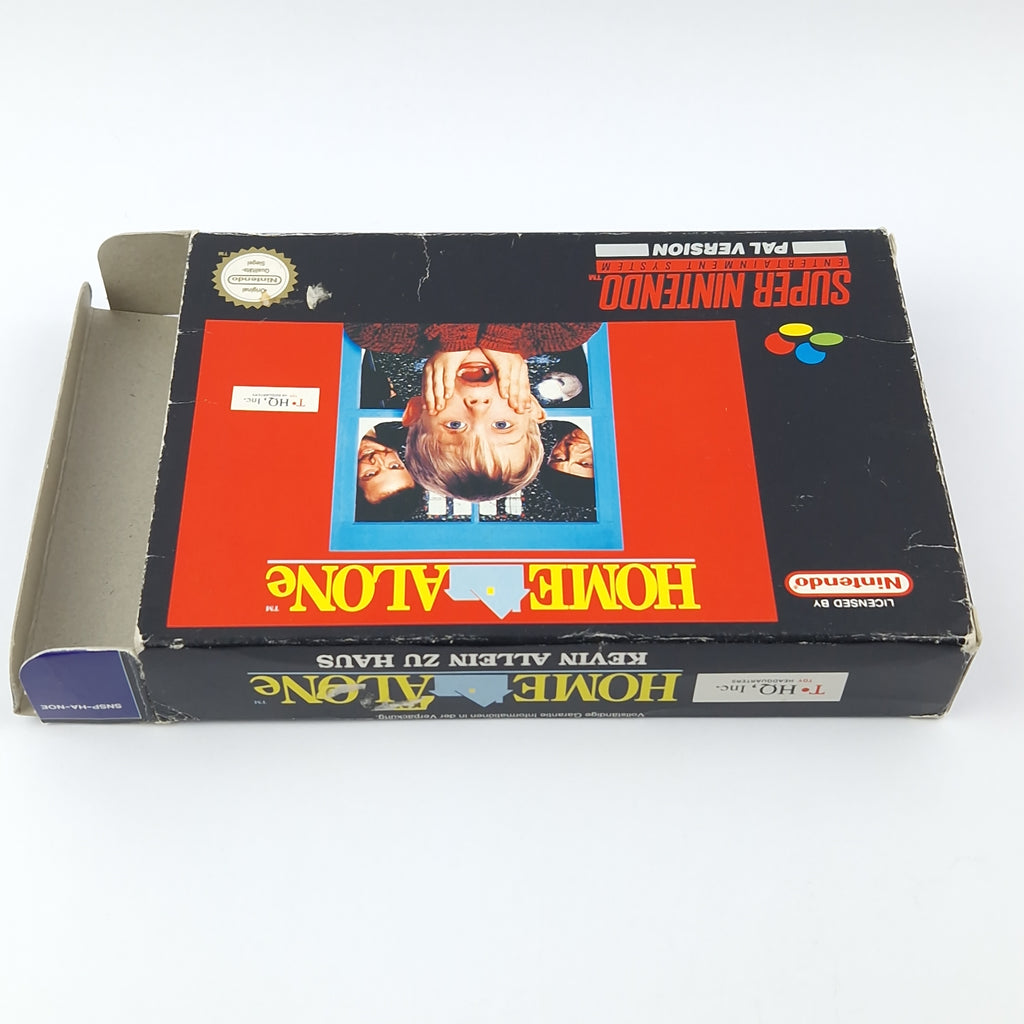 SUPER NINTENDO™
ENTERTAINMENT SYSTEM
PAL VERSION
Original
Nintendo
Qualitäts-
Siegel
™
T•HQ, Inc.
TOY HEADQUARTERS
HOME ALONe™
LICENSED BY
Nintendo
Vollständige Garantie Informationen in der Verpackung.
T•HQ, Inc.
TOY HEADQUARTERS
HOME ALONe™
KEVIN ALLEIN ZU HAUS
SNSP-HA-NOE